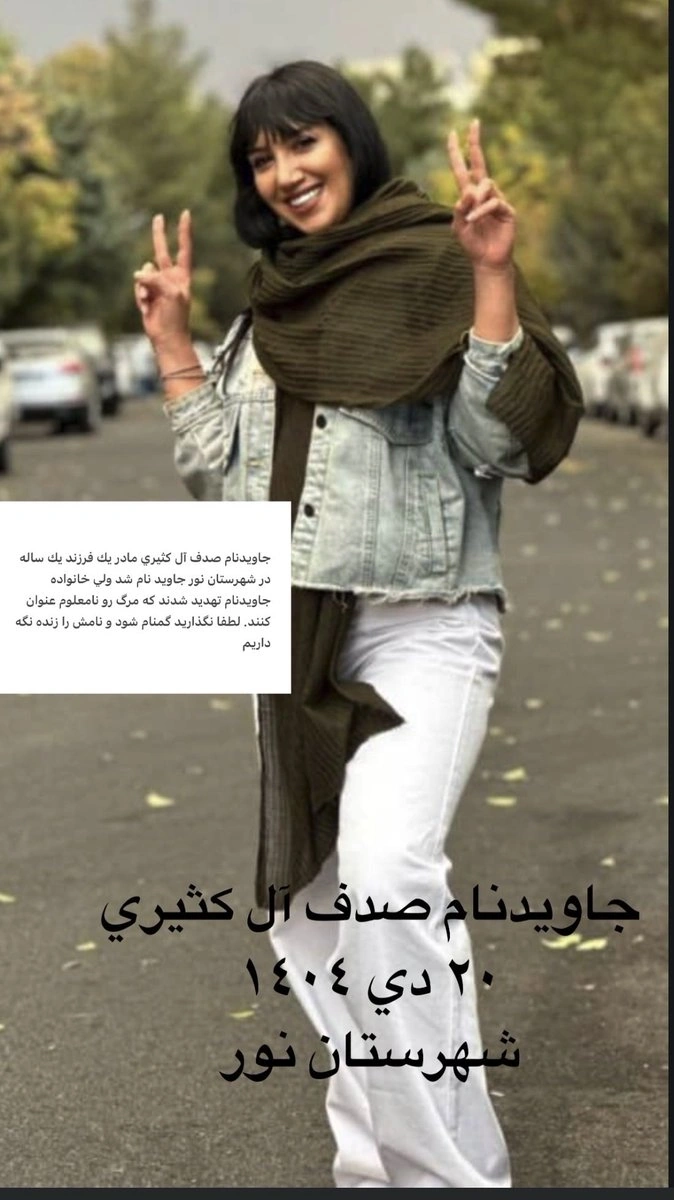 جاويدنام صدف آل كثيري مادر يك فرزند يك ساله
در شهرستان نور جاويد نام شد ولي خانواده
جاويدنام تهديد شدند كه مرگ رو نامعلوم عنوان
كنند. لطفا نگذاريد گمنام شود و نامش را زنده نگه
داريم
جاويدنام صدف آل كثيري
٢٠ دي ١٤٠٤
شهرستان نور